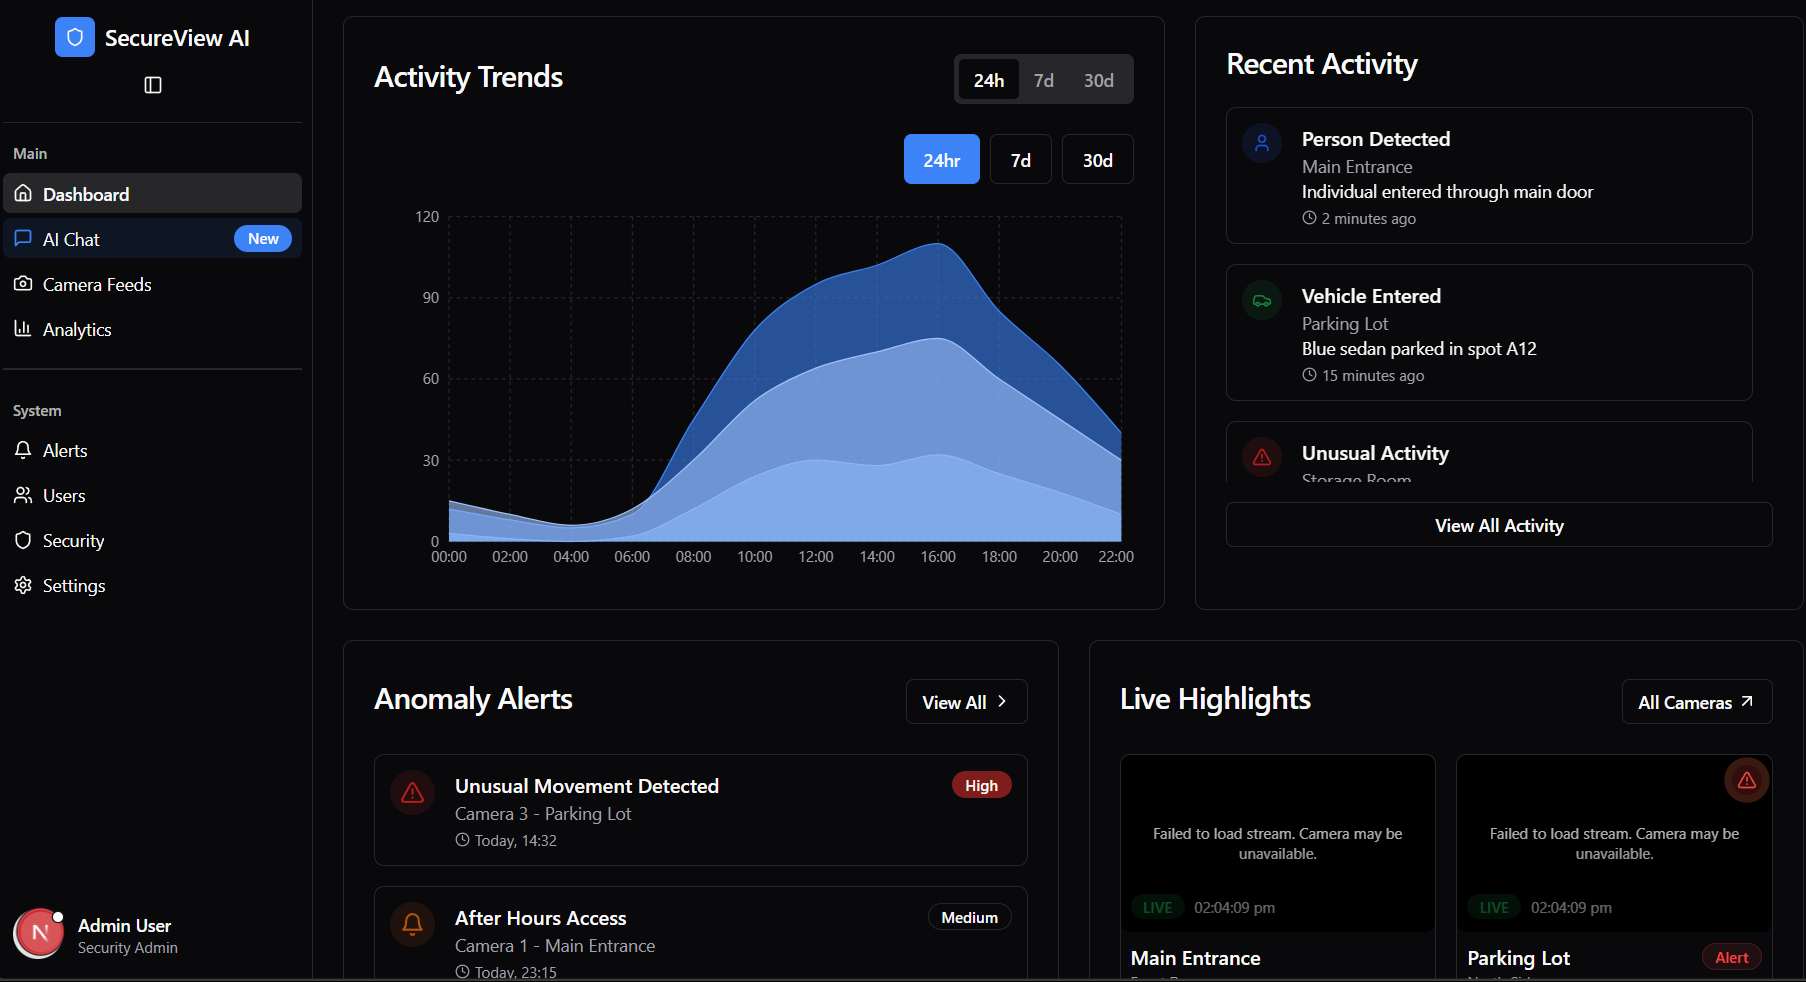 SecureView AI
Main
Dashboard
AI Chat
New
Camera Feeds
Analytics
System
Alerts
Users
Security
Settings
N
Admin User
Security Admin
Activity Trends
24h 7d 30d
24hr 7d 30d
120
90
60
30
0
00:00 02:00 04:00 06:00 08:00 10:00 12:00 14:00 16:00 18:00 20:00 22:00
Recent Activity
Person Detected
Main Entrance
Individual entered through main door
2 minutes ago
Vehicle Entered
Parking Lot
Blue sedan parked in spot A12
15 minutes ago
Unusual Activity
Storage Room
View All Activity
Anomaly Alerts
View All
Unusual Movement Detected
High
Camera 3 - Parking Lot
Today, 14:32
After Hours Access
Medium
Camera 1 - Main Entrance
Today, 23:15
Live Highlights
All Cameras
Failed to load stream. Camera may be
unavailable.
LIVE 02:04:09 pm
Main Entrance
Failed to load stream. Camera may be
unavailable.
LIVE 02:04:09 pm
Parking Lot
Alert